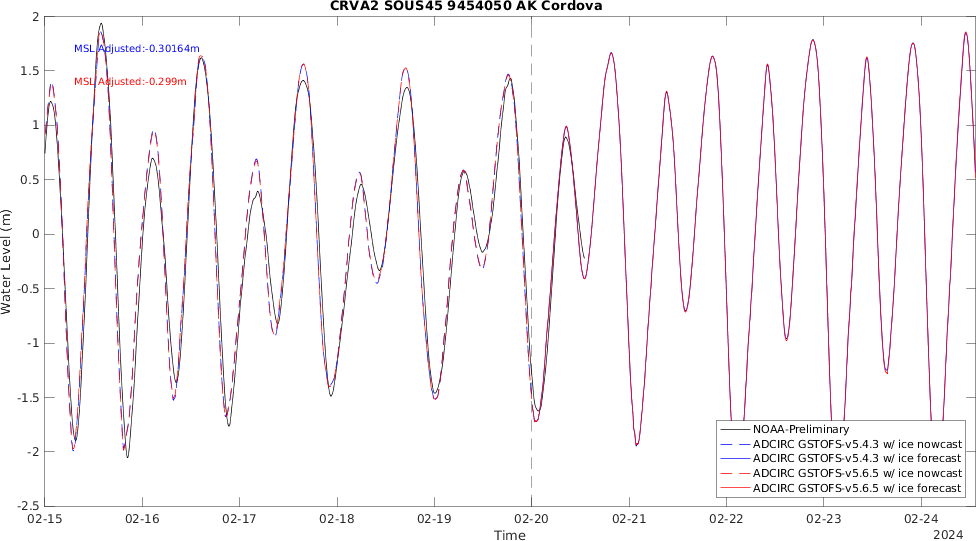 CRVA2 SOUS45 9454050 AK Cordova
MSL Adjusted:-0.30164m
MSL Adjusted:-0.299m
Water Level (m)
2
1.5
1
0.5
0
-0.5
-1
-1.5
-2
-2.5
NOAA-Preliminary
ADCIRC GSTOFS-v5.4.3 w/ ice nowcast
ADCIRC GSTOFS-v5.4.3 w/ ice forecast
ADCIRC GSTOFS-v5.6.5 w/ ice nowcast
ADCIRC GSTOFS-v5.6.5 w/ ice forecast
02-15 02-16 02-17 02-18 02-19 02-20 02-21 02-22 02-23 02-24
Time
2024